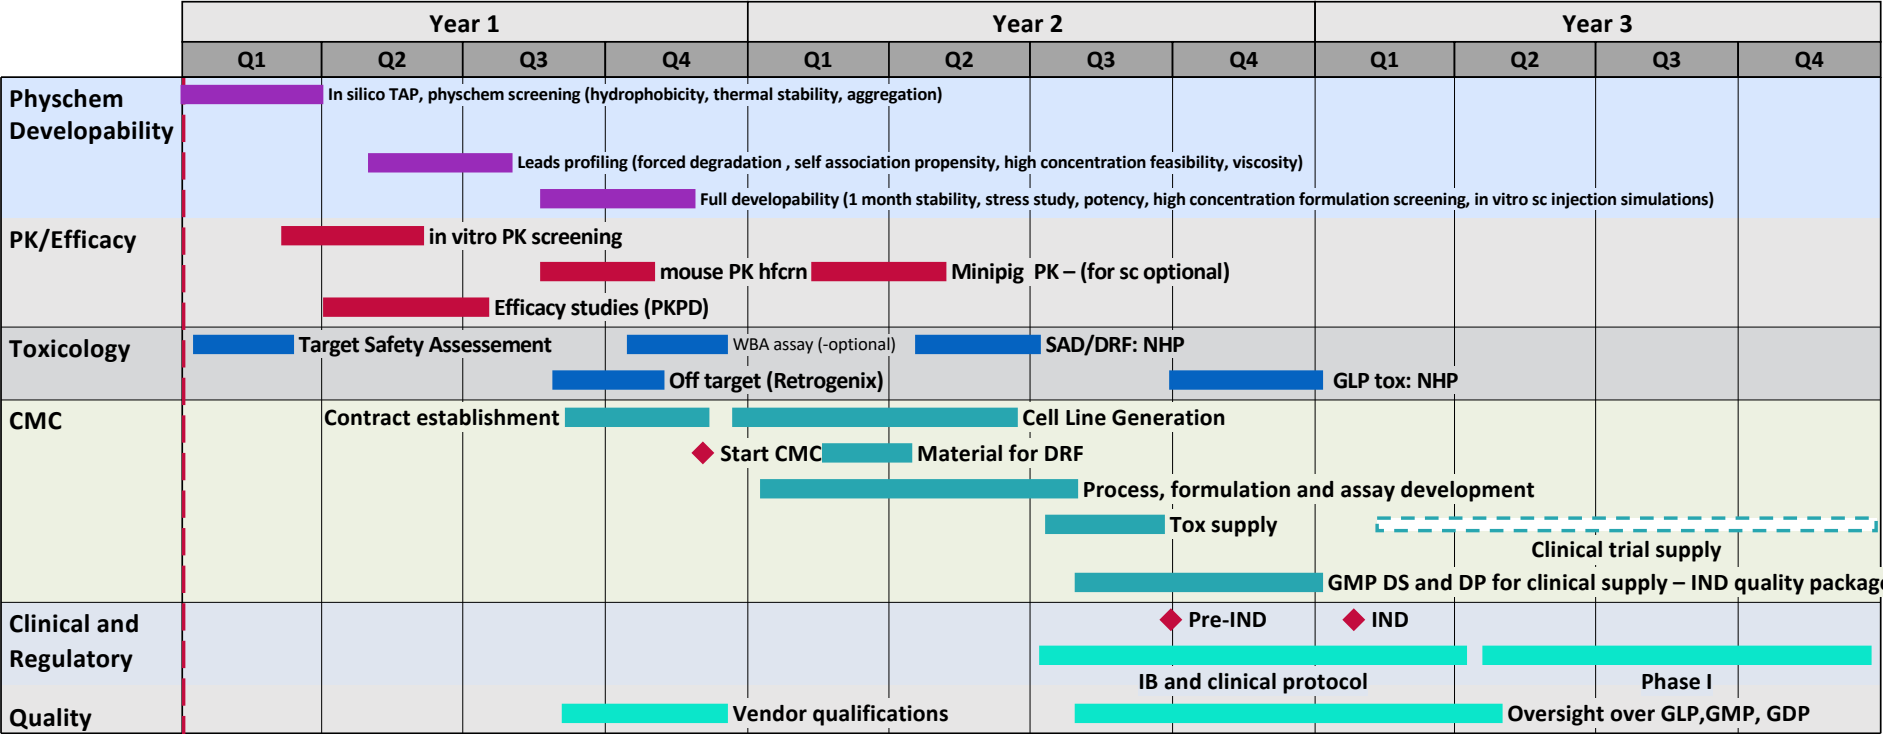 Year 1
Year 2
Year 3
Q1
Q2
Q3
Q4
Q1
Q2
Q3
Q4
Q1
Q2
Q3
Q4
Physchem
Developability
In silico TAP, physchem screening (hydrophobicity, thermal stability, aggregation)
Leads profiling (forced degradation , self association propensity, high concentration feasibility, viscosity)
Full developability (1 month stability, stress study, potency, high concentration formulation screening, in vitro sc injection simulations)
PK/Efficacy
in vitro PK screening
mouse PK hfcrn
Minipig PK – (for sc optional)
Efficacy studies (PKPD)
Toxicology
Target Safety Assessement
WBA assay (-optional)
SAD/DRF: NHP
Off target (Retrogenix)
GLP tox: NHP
CMC
Contract establishment
Cell Line Generation
Start CMC
Material for DRF
Process, formulation and assay development
Tox supply
Clinical trial supply
GMP DS and DP for clinical supply – IND quality package
Clinical and
Regulatory
Pre-IND
IND
IB and clinical protocol
Phase I
Quality
Vendor qualifications
Oversight over GLP,GMP, GDP